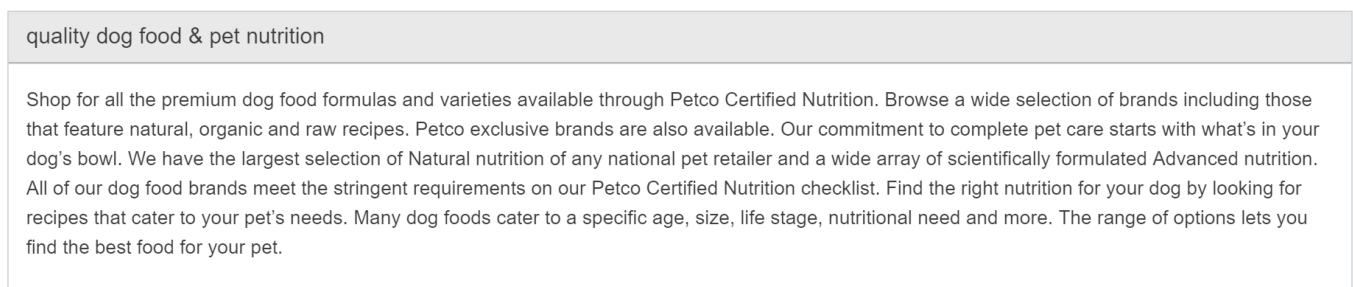 quality dog food & pet nutrition
Shop for all the premium dog food formulas and varieties available through Petco Certified Nutrition. Browse a wide selection of brands including those
that feature natural, organic and raw recipes. Petco exclusive brands are also available. Our commitment to complete pet care starts with what’s in your
dog’s bowl. We have the largest selection of Natural nutrition of any national pet retailer and a wide array of scientifically formulated Advanced nutrition.
All of our dog food brands meet the stringent requirements on our Petco Certified Nutrition checklist. Find the right nutrition for your dog by looking for
recipes that cater to your pet’s needs. Many dog foods cater to a specific age, size, life stage, nutritional need and more. The range of options lets you
find the best food for your pet.